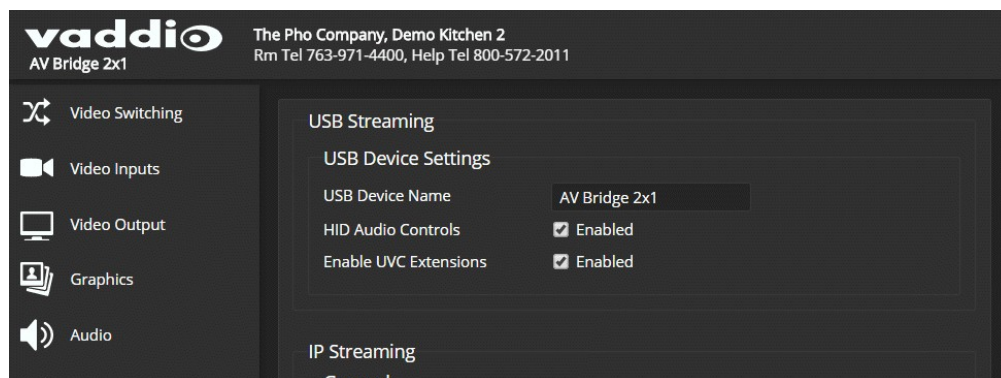 vaddio
AV Bridge 2x1
The Pho Company, Demo Kitchen 2
Rm Tel 763-971-4400, Help Tel 800-572-2011
Video Switching
Video Inputs
Video Output
Graphics
Audio
USB Streaming
USB Device Settings
USB Device Name AV Bridge 2x1
HID Audio Controls Enabled
Enable UVC Extensions Enabled
IP Streaming